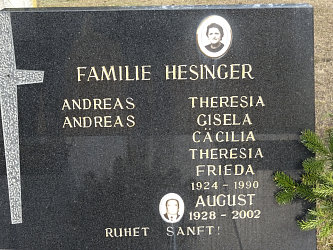 FAMILIE HESINGER
ANDREAS THERESIA
ANDREAS GISELA
CÄCILIA
THERESIA
FRIEDA
1924 - 1990
AUGUST
1928 - 2002
RUHET SANFT!